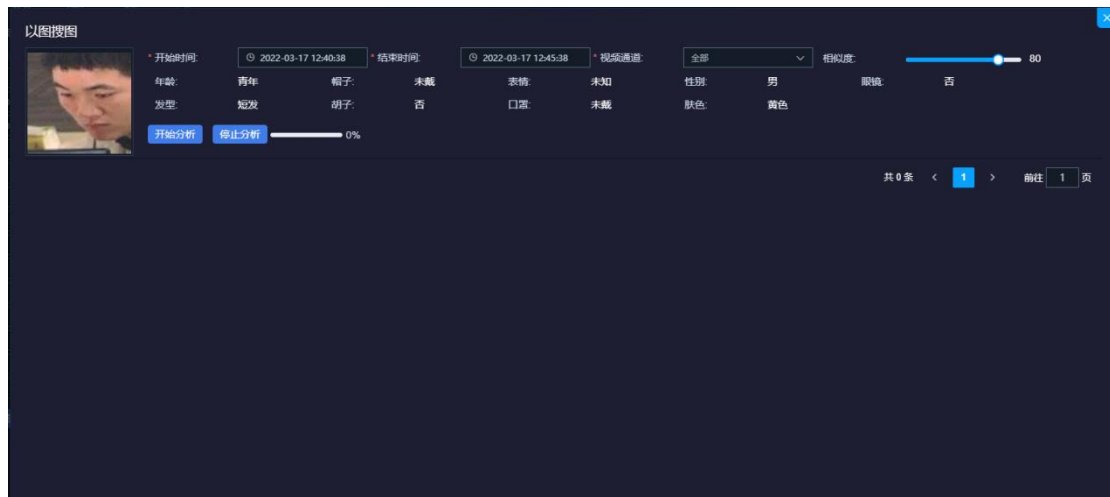 以图搜图
* 开始时间: 2022-03-17 12:40:38 * 结束时间: 2022-03-17 12:45:38 * 视频通道: 全部 相似度: 80
年龄: 青年 帽子: 未戴 表情: 未知 性别: 男 眼镜: 否
发型: 短发 胡子: 否 口罩: 未戴 肤色: 黄色
开始分析 停止分析 0%
共 0 条 < 1 > 前往 1 页